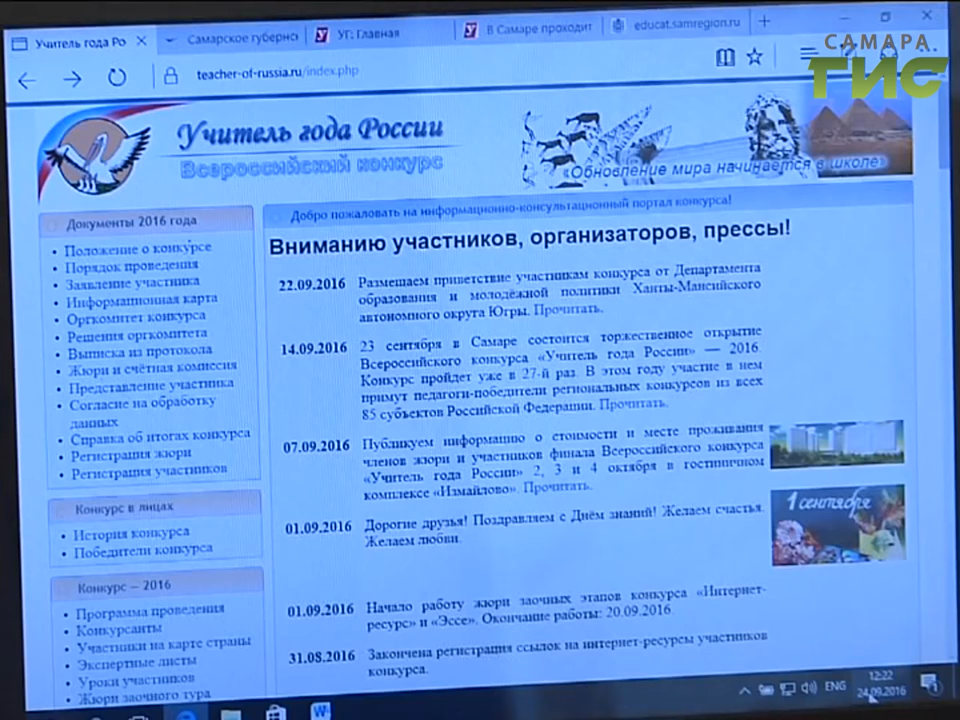 Учитель года Ро
Самарское губернс
УГ: Главная
В Самаре проходит
educat.samregion.ru
teacher-of-russia.ru/index.php
САМАРА.
ГИС
Учитель года России
Всероссийский конкурс
«Обновление мира начинается в школе»
Документы 2016 года
Положение о конкурсе
Порядок проведения
Заявление участника
Информационная карта
Оргкомитет конкурса
Решения оргкомитета
Выписка из протокола
Жюри и счётная комиссия
Представление участника
Согласие на обработку
данных
Справка об итогах конкурса
Регистрация жюри
Регистрация участников
Конкурс в лицах
История конкурса
Победители конкурса
Конкурс – 2016
Программа проведения
Конкурсанты
Участники на карте страны
Экспертные листы
Уроки участников
Жюри заочного тура
Добро пожаловать на информационно-консультационный портал конкурса!
Вниманию участников, организаторов, прессы!
22.09.2016 Размещаем приветствие участникам конкурса от Департамента
образования и молодёжной политики Ханты-Мансийского
автономного округа Югры. Прочитать.
14.09.2016 23 сентября в Самаре состоится торжественное открытие
Всероссийского конкурса «Учитель года России» — 2016.
Конкурс пройдет уже в 27-й раз. В этом году участие в нем
примут педагоги-победители региональных конкурсов из всех
85 субъектов Российской Федерации. Прочитать.
07.09.2016 Публикуем информацию о стоимости и месте проживания
членов жюри и участников финала Всероссийского конкурса
«Учитель года России» 2, 3 и 4 октября в гостиничном
комплексе «Измайлово». Прочитать.
01.09.2016 Дорогие друзья! Поздравляем с Днём знаний! Желаем счастья.
Желаем любви.
1 сентября
01.09.2016 Начало работу жюри заочных этапов конкурса «Интернет-
ресурс» и «Эссе». Окончание работы: 20.09.2016.
31.08.2016 Закончена регистрация ссылок на интернет-ресурсы участников
конкурса.
ENG
12:22
24.09.2016